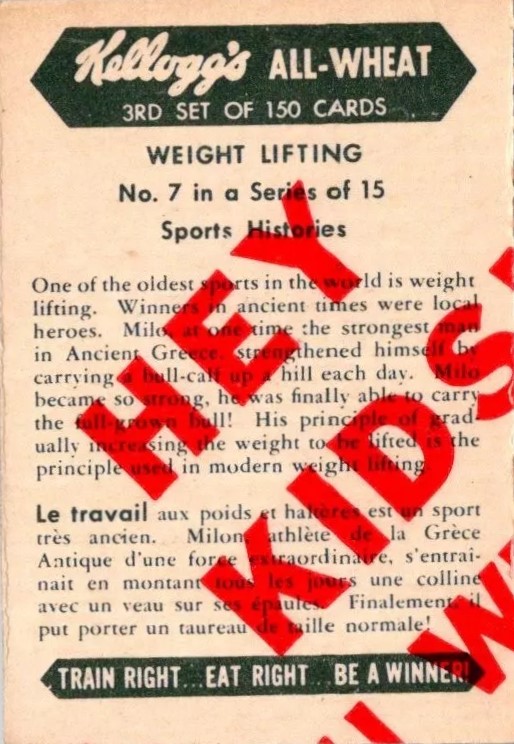 Kellogg's ALL-WHEAT
3RD SET OF 150 CARDS
WEIGHT LIFTING
No. 7 in a Series of 15
Sports Histories
One of the oldest sports in the world is weight
lifting. Winners in ancient times were local
heroes. Milo, at one time the strongest man
in Ancient Greece, strengthened himself by
carrying a bull-calf up a hill each day. Milo
became so strong, he was finally able to carry
the full-grown bull! His principle of grad-
ually increasing the weight to be lifted is the
principle used in modern weight lifting.
Le travail aux poids et haltères est un sport
très ancien. Milon, athlète de la Grèce
Antique d'une force extraordinaire, s'entraî-
nait en montant tous les jours une colline
avec un veau sur ses épaules. Finalement, il
put porter un taureau de taille normale!
TRAIN RIGHT...EAT RIGHT...BE A WINNER!
HEY
KIDS